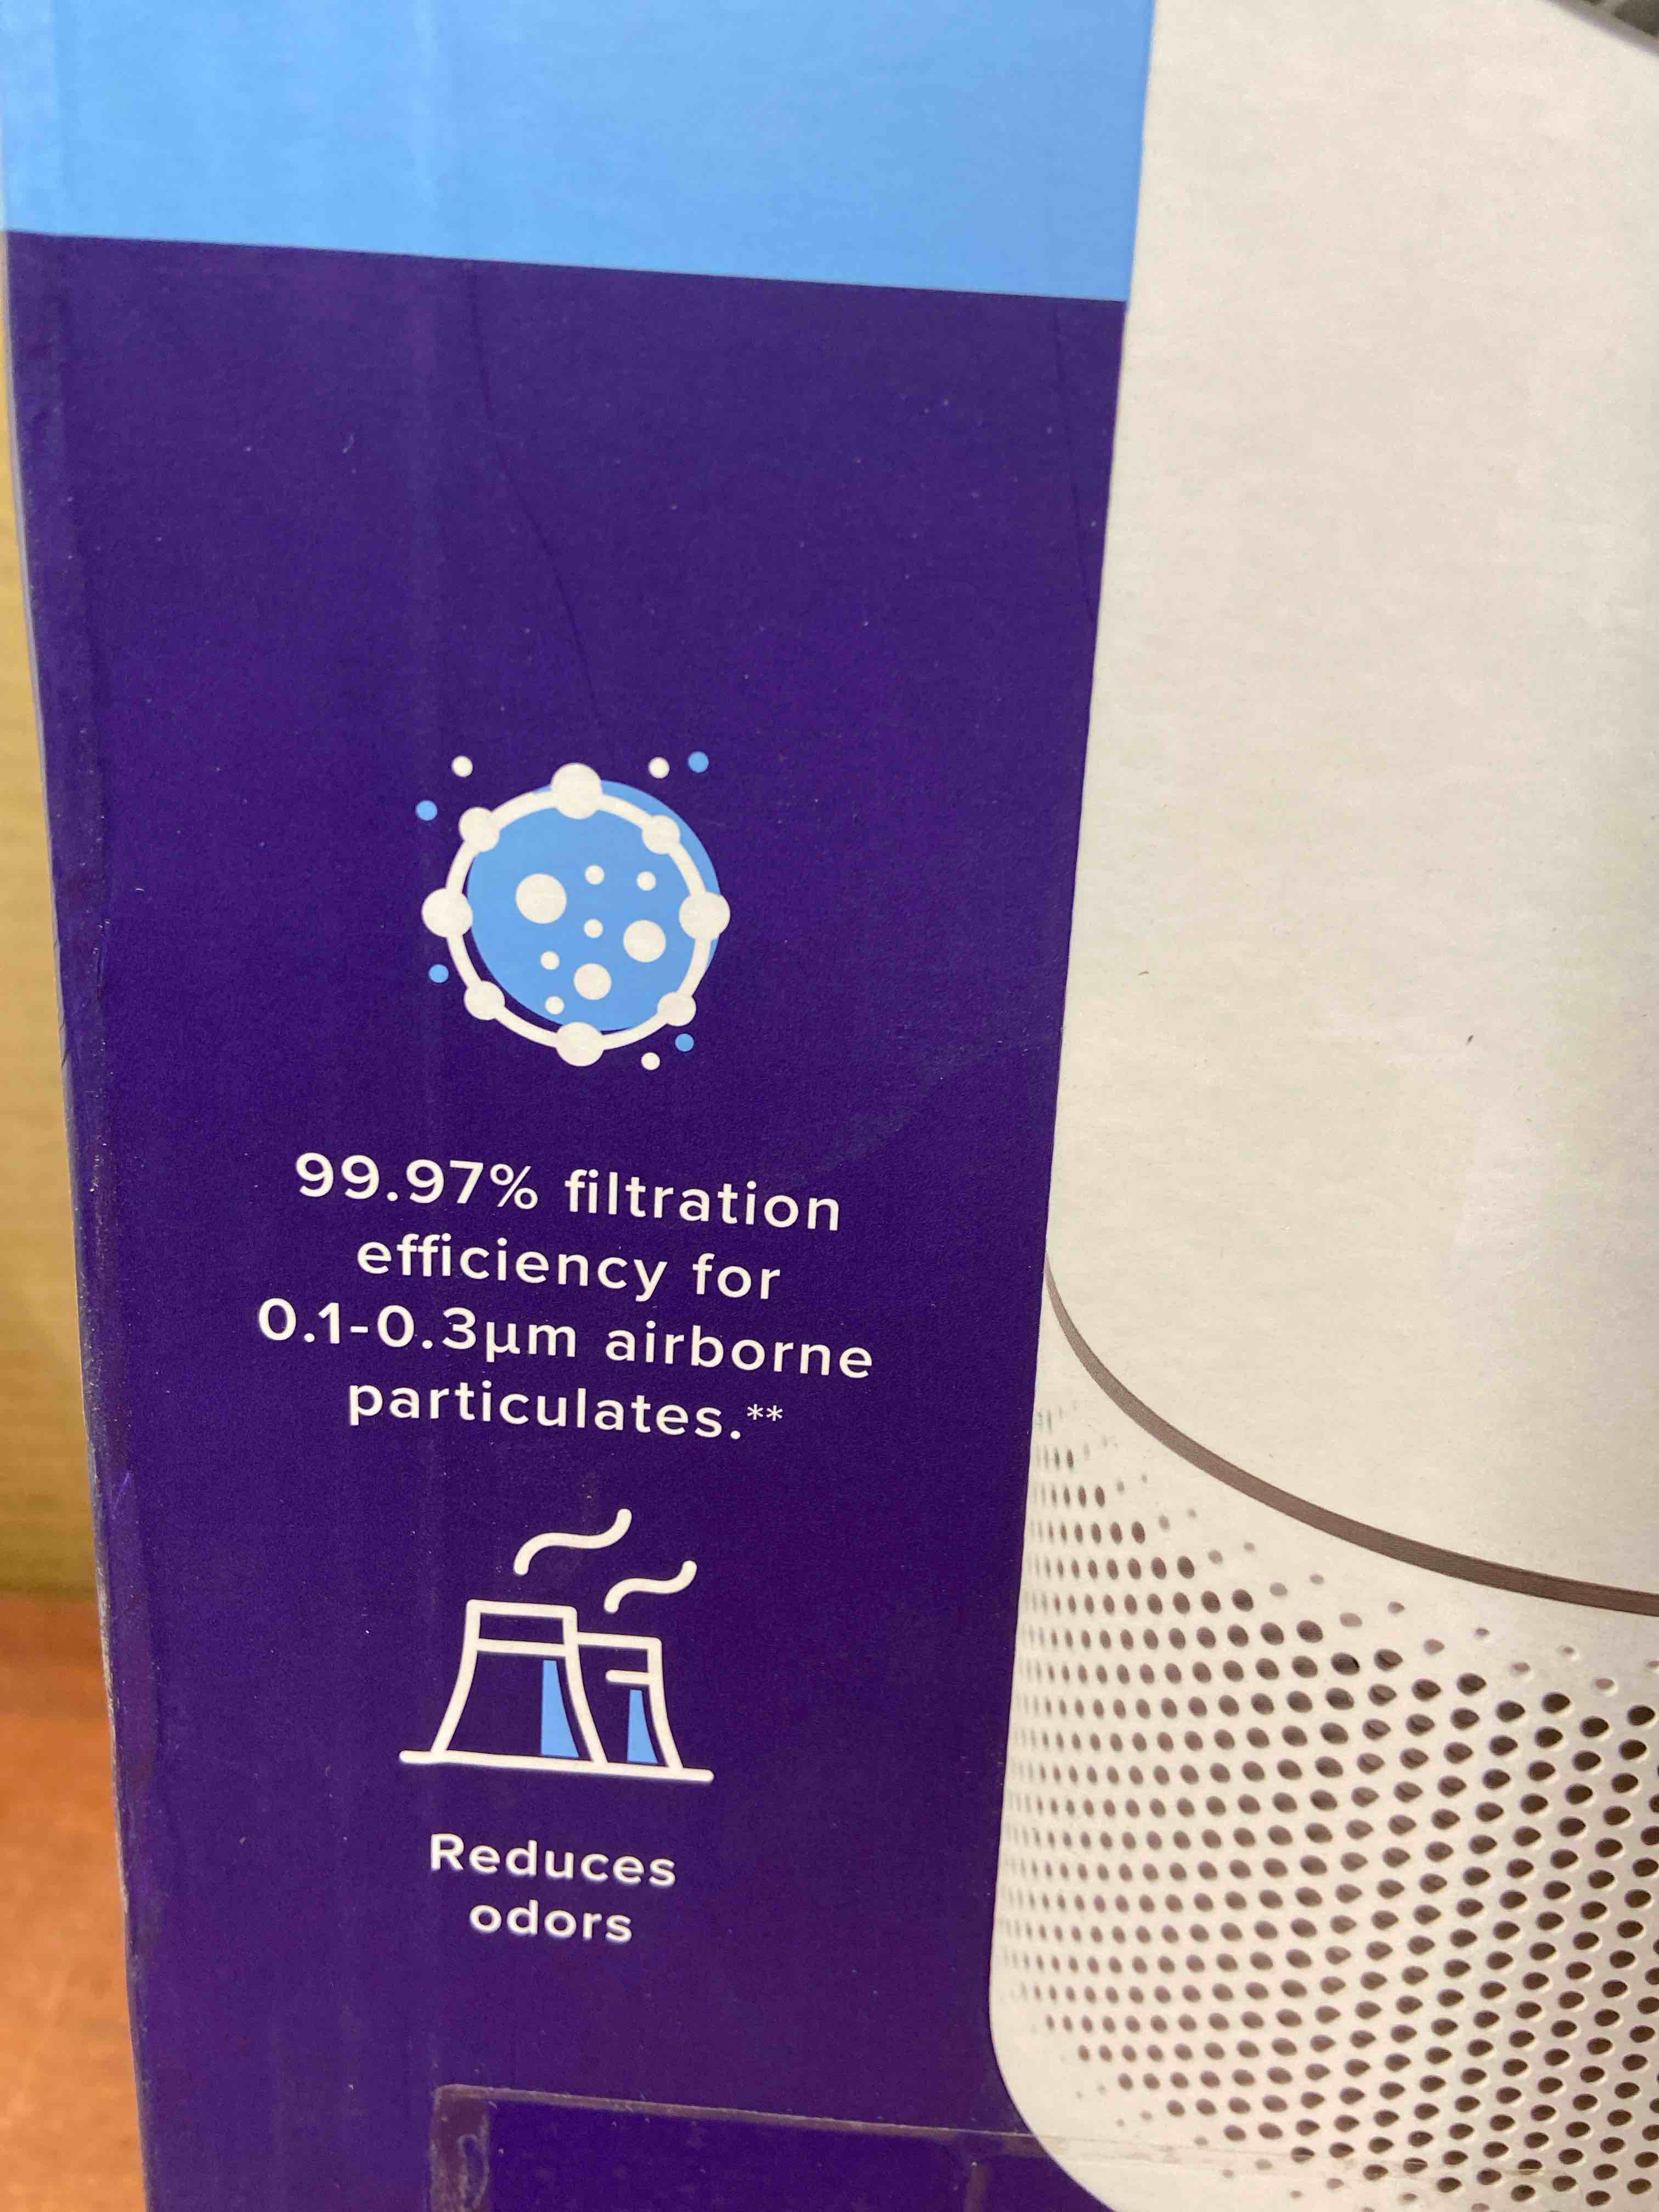 99.97% filtration
efficiency for
0.1-0.3µm airborne
particulates.**
Reduces
odors